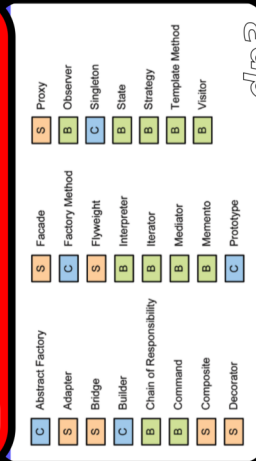 C Abstract Factory
S Adapter
S Bridge
C Builder
B Chain of Responsibility
B Command
S Composite
S Decorator
S Facade
C Factory Method
S Flyweight
B Interpreter
B Iterator
B Mediator
B Memento
C Prototype
S Proxy
B Observer
C Singleton
B State
B Strategy
B Template Method
B Visitor